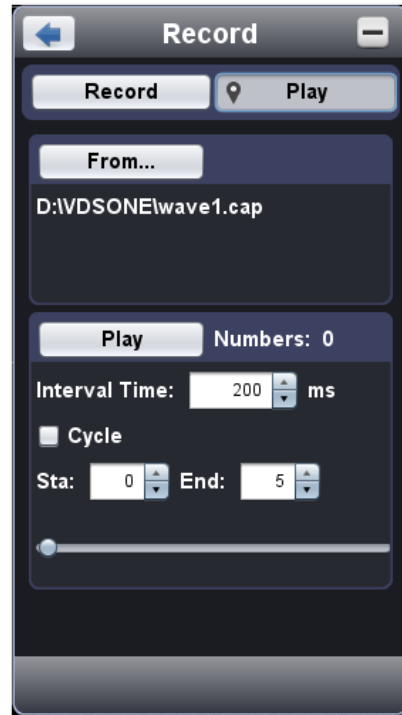 Record
Record Play
From...
D:\VDSONE\wave1.cap
Play Numbers: 0
Interval Time: 200 ms
Cycle
Sta: 0 End: 5